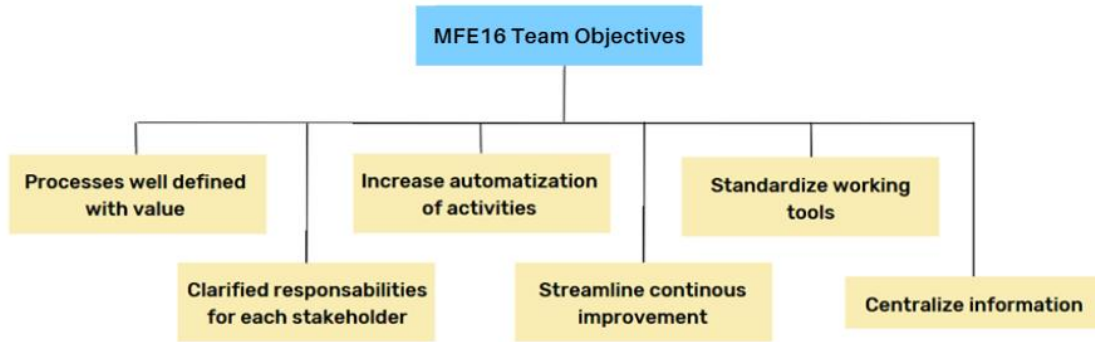 MFE16 Team Objectives
Processes well defined
with value
Increase automatization
of activities
Standardize working
tools
Clarified responsabilities
for each stakeholder
Streamline continous
improvement
Centralize information